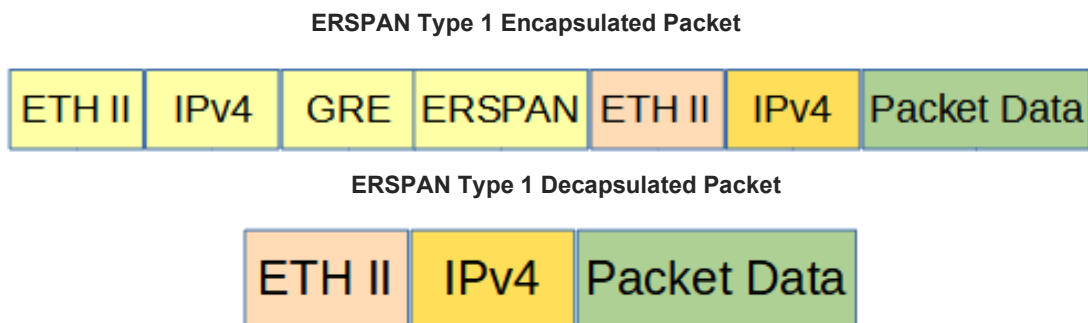 ERSPAN Type 1 Encapsulated Packet
ETH II IPv4 GRE ERSPAN ETH II IPv4 Packet Data
ERSPAN Type 1 Decapsulated Packet
ETH II IPv4 Packet Data